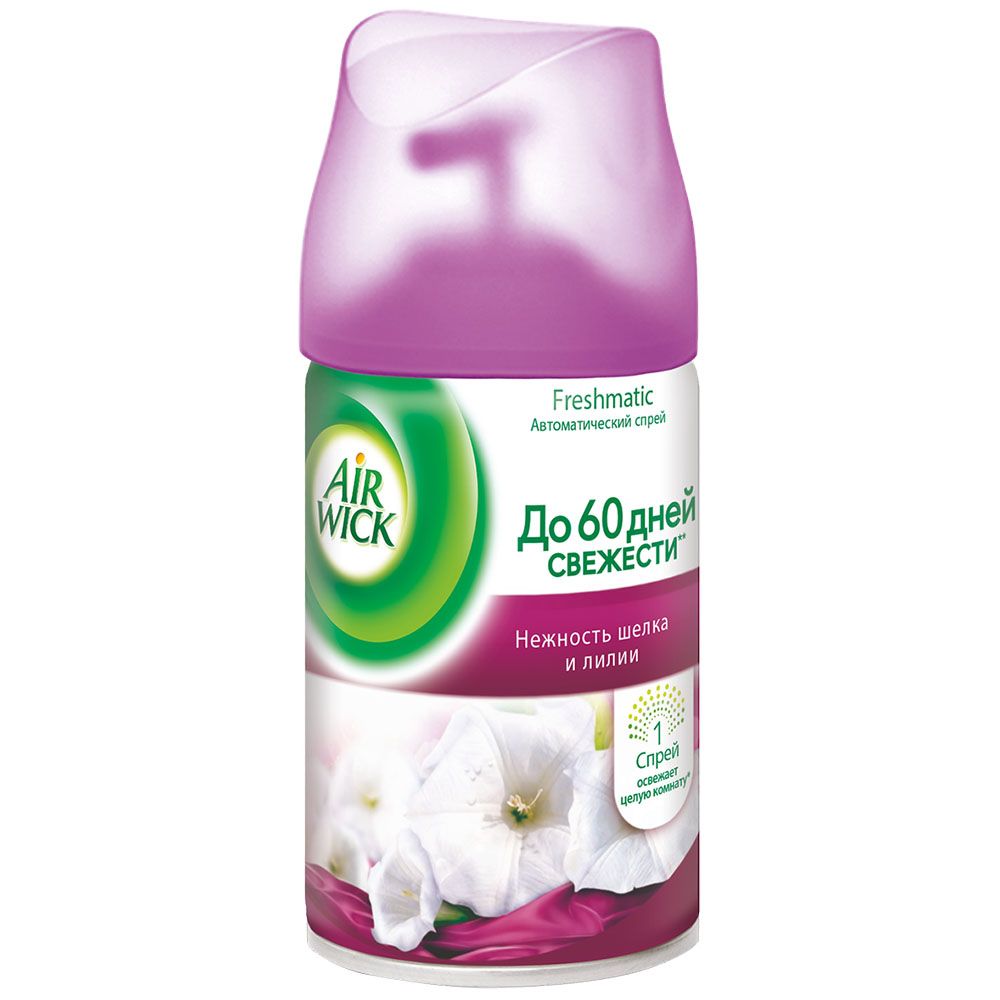 Freshmatic
Автоматический спрей
AIR
WICK
До 60 дней
СВЕЖЕСТИ**
Нежность шелка
и лилии
1
Спрей
освежает
целую комнату*